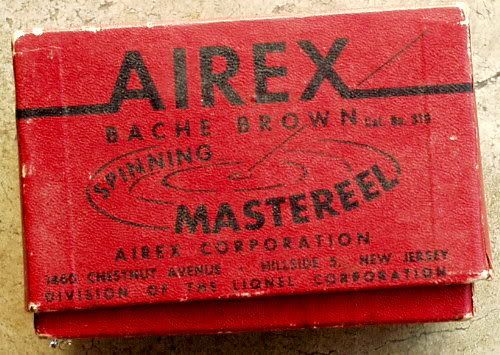 AIREX
BACHE BROWN Cat. No.
SPINNING
MASTEREEL
AIREX CORPORATION
1460 CHESTNUT AVENUE - HILLSIDE 5, NEW JERSEY
DIVISION OF THE LIONEL CORPORATION